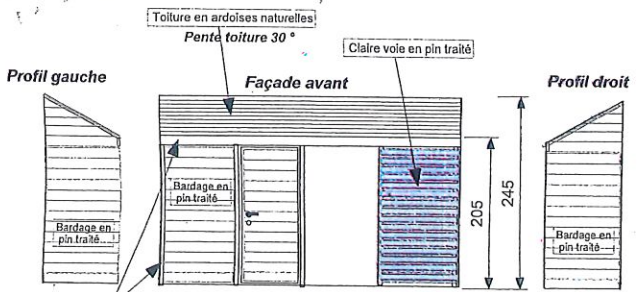 Toiture en ardoises naturelles
Pente toiture 30 °
Claire voie en pin traité
Profil gauche
Façade avant
Profil droit
Bardage en
pin traité
Bardage en
pin traité
Bardage en
pin traité
205
245